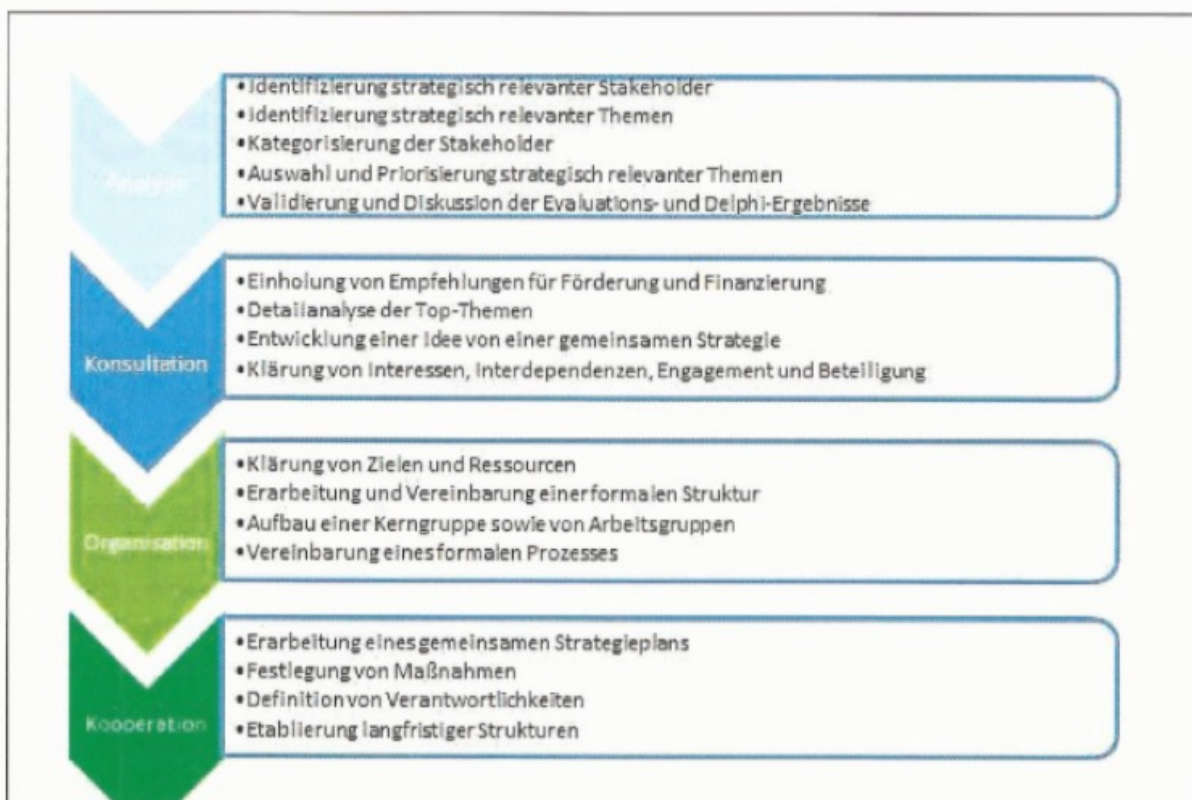 Analyse
• Identifizierung strategisch relevanter Stakeholder
• Identifizierung strategisch relevanter Themen
• Kategorisierung der Stakeholder
• Auswahl und Priorisierung strategisch relevanter Themen
• Validierung und Diskussion der Evaluations- und Delphi-Ergebnisse
Konsultation
• Einholung von Empfehlungen für Förderung und Finanzierung
• Detailanalyse der Top-Themen
• Entwicklung einer Idee von einer gemeinsamen Strategie
• Klärung von Interessen, Interdependenzen, Engagement und Beteiligung
Organisation
• Klärung von Zielen und Ressourcen
• Erarbeitung und Vereinbarung einer formalen Struktur
• Aufbau einer Kerngruppe sowie von Arbeitsgruppen
• Vereinbarung eines formalen Prozesses
Kooperation
• Erarbeitung eines gemeinsamen Strategieplans
• Festlegung von Maßnahmen
• Definition von Verantwortlichkeiten
• Etablierung langfristiger Strukturen